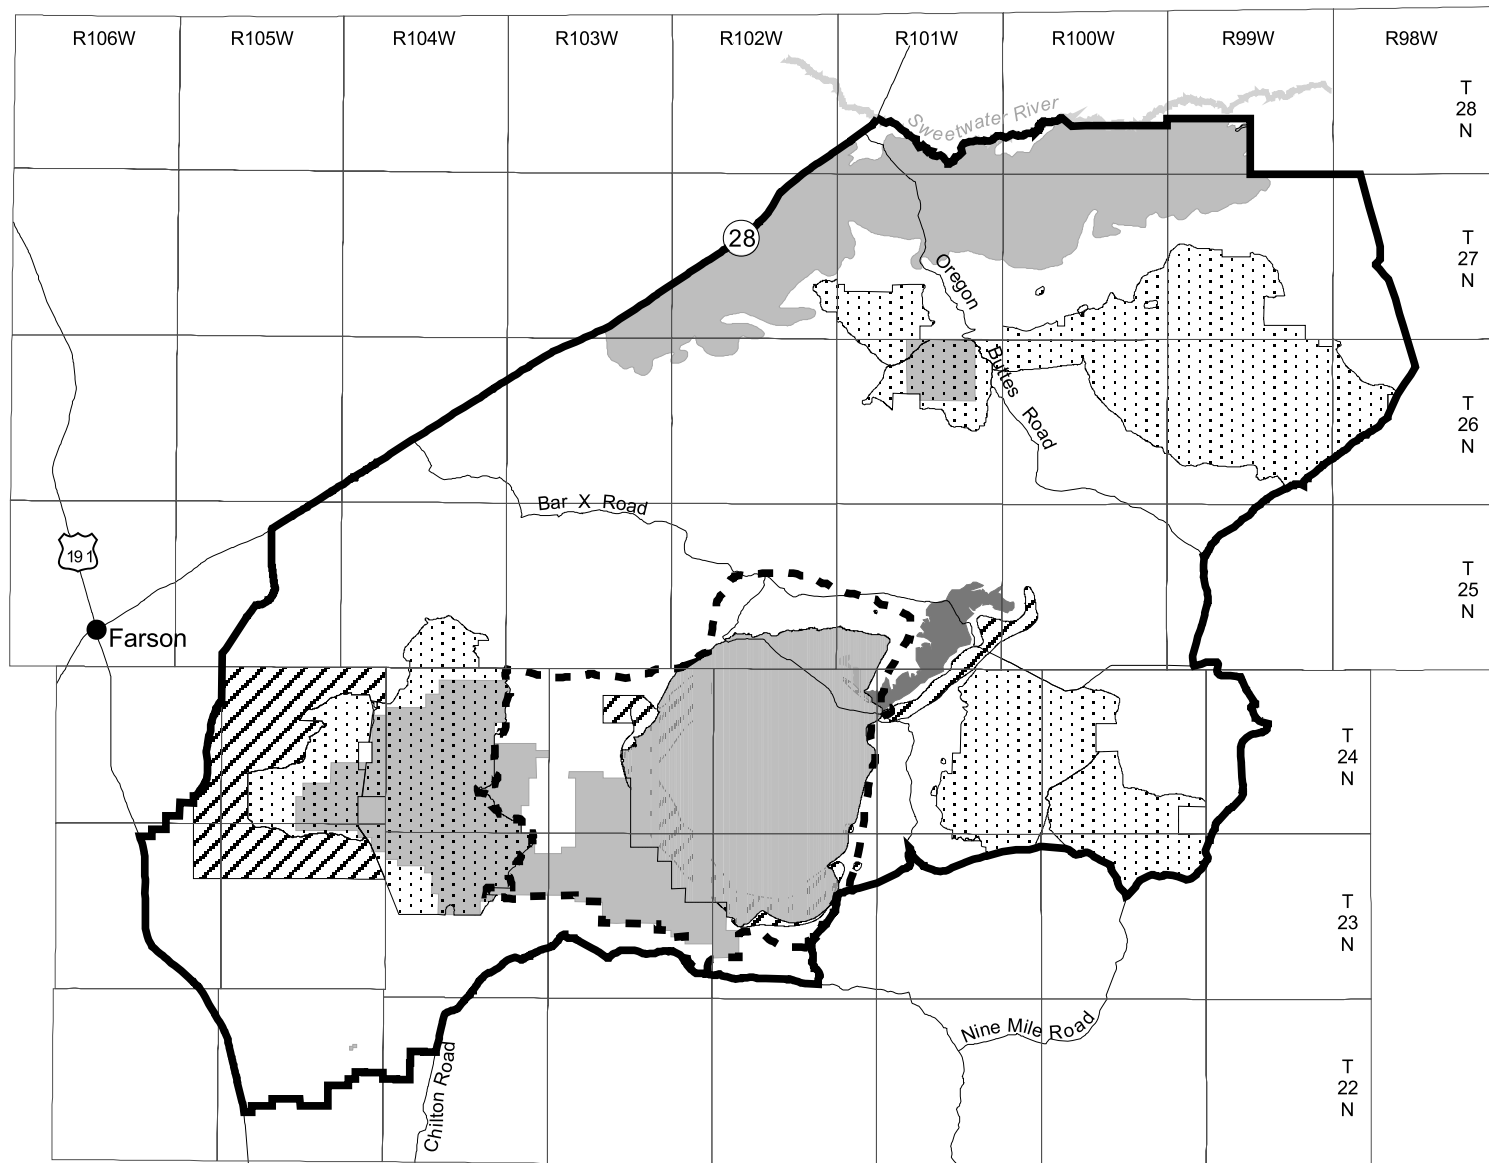 R106W R105W R104W R103W R102W R101W R100W R99W R98W
T
28
N
Sweetwater River
28
T
27
N
Oregon Buttes Road
T
26
N
Bar X Road
191
T
25
N
Farson
T
24
N
T
23
N
Nine Mile Road
Chilton Road
T
22
N